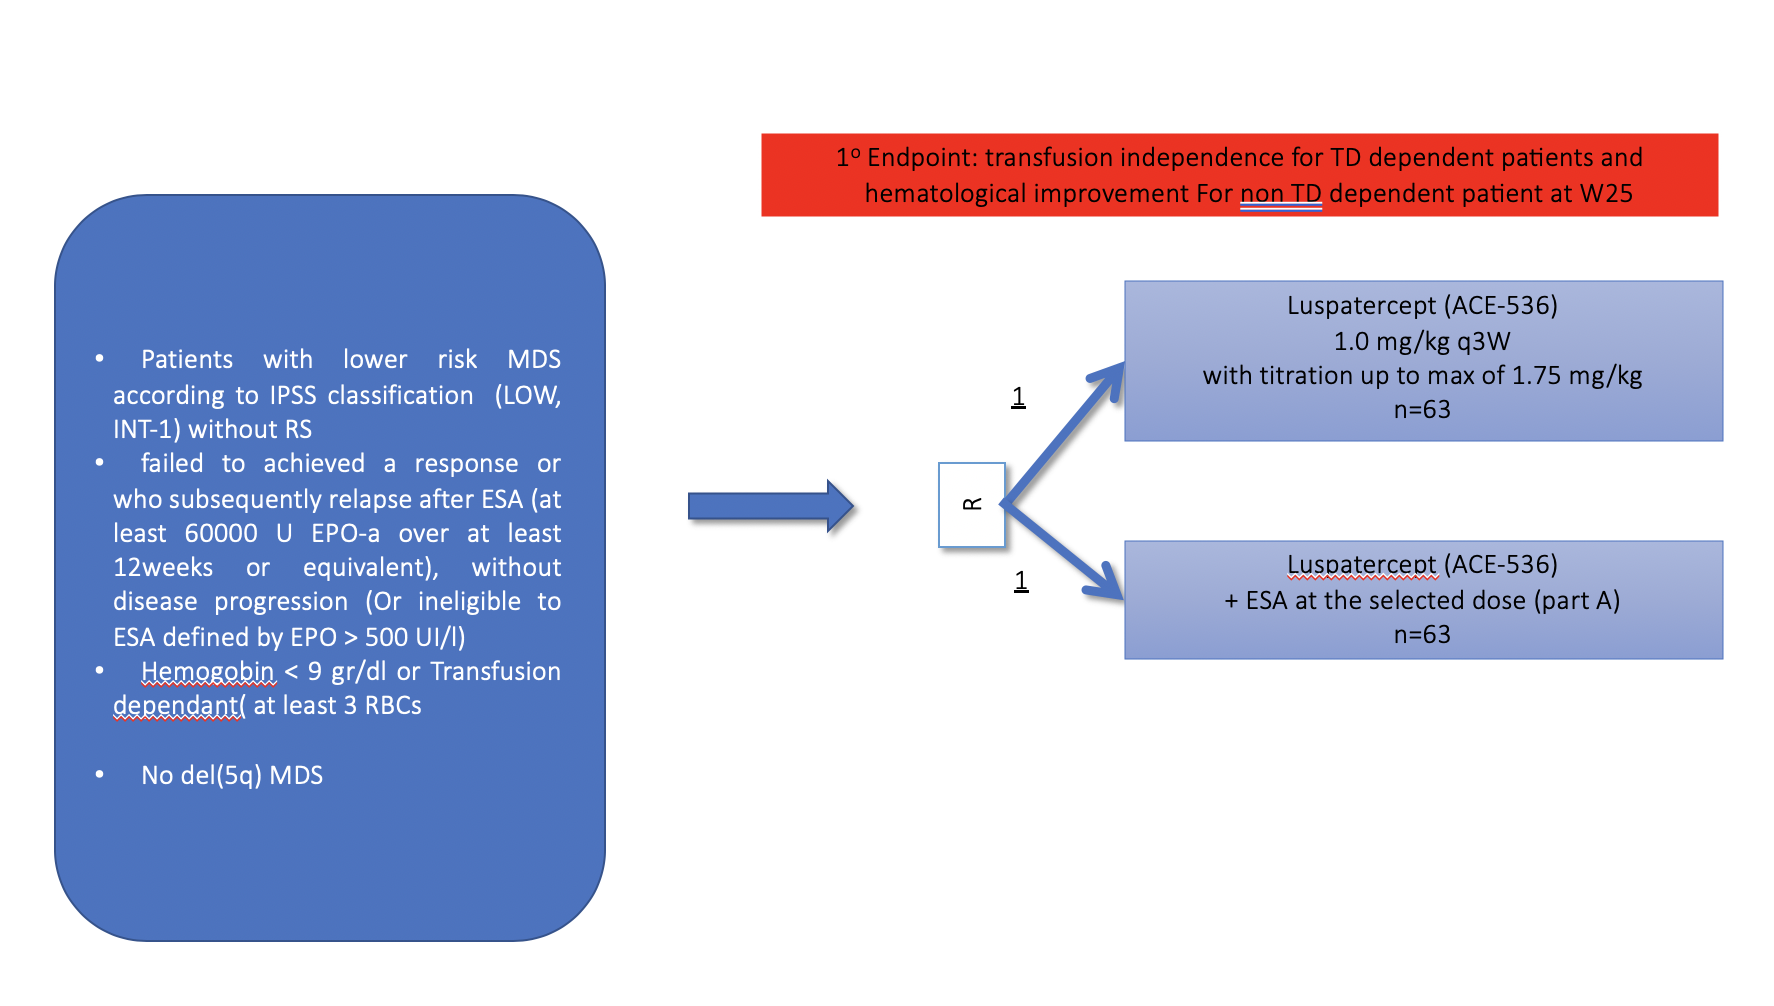 1º Endpoint: transfusion independence for TD dependent patients and
hematological improvement For non TD dependent patient at W25
• Patients with lower risk MDS
according to IPSS classification (LOW,
INT-1) without RS
• failed to achieved a response or
who subsequently relapse after ESA (at
least 60000 U EPO-a over at least
12weeks or equivalent), without
disease progression (Or ineligible to
ESA defined by EPO > 500 UI/l)
• Hemogobin < 9 gr/dl or Transfusion
dependant( at least 3 RBCs
• No del(5q) MDS
R
1
1
Luspatercept (ACE-536)
1.0 mg/kg q3W
with titration up to max of 1.75 mg/kg
n=63
Luspatercept (ACE-536)
+ ESA at the selected dose (part A)
n=63